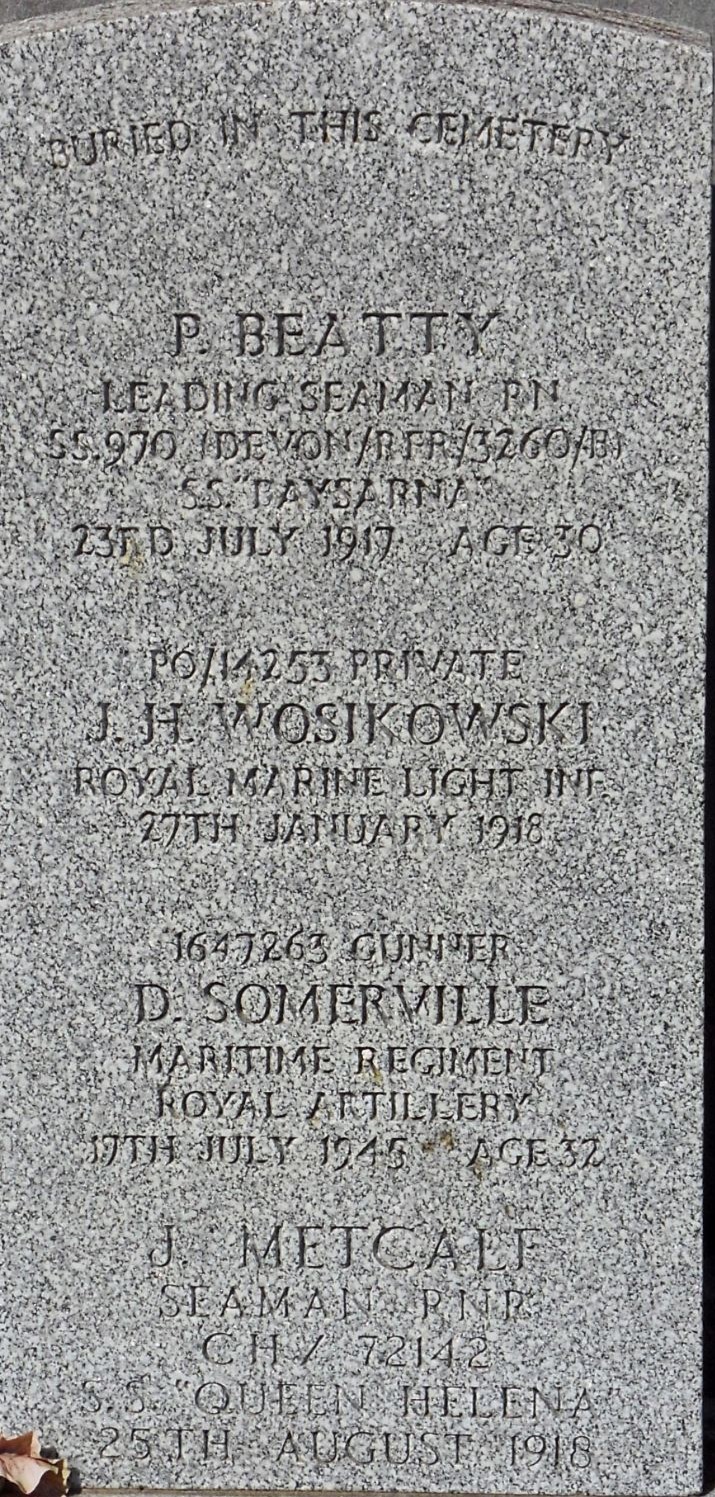 BURIED IN THIS CEMETERY
P. BEATTY
LEADING SEAMAN RN
SS.970 (DEVON/RFR/3260/B)
S.S. "BAYSARNA"
23RD JULY 1917 AGE 30
PO/14253 PRIVATE
J. H. WOSIKOWSKI
ROYAL MARINE LIGHT INF.
27TH JANUARY 1918
1647263 GUNNER
D. SOMERVILLE
MARITIME REGIMENT
ROYAL ARTILLERY
17TH JULY 1945 AGE 32
J. METCALF
SEAMAN RNR
CH/ 72142
S.S. "QUEEN HELENA"
25TH AUGUST 1918